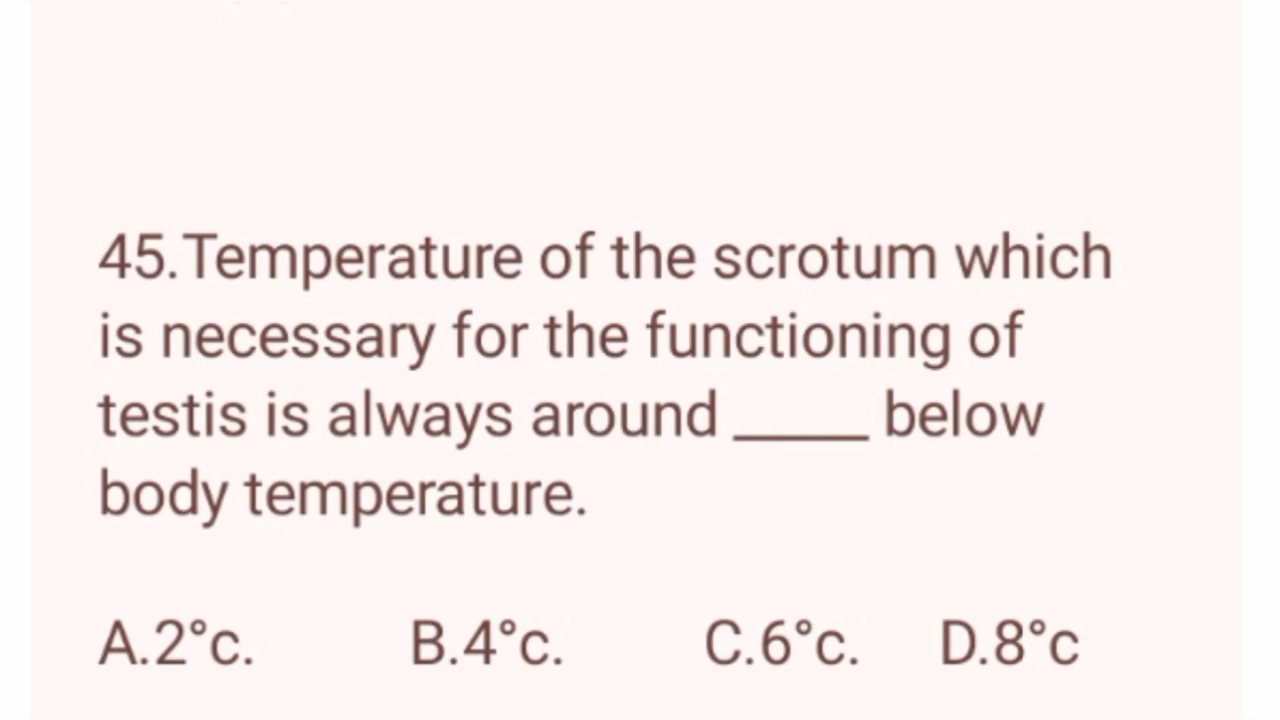 45.Temperature of the scrotum which
is necessary for the functioning of
testis is always around _____ below
body temperature.
A.2°c. B.4°c. C.6°c. D.8°c